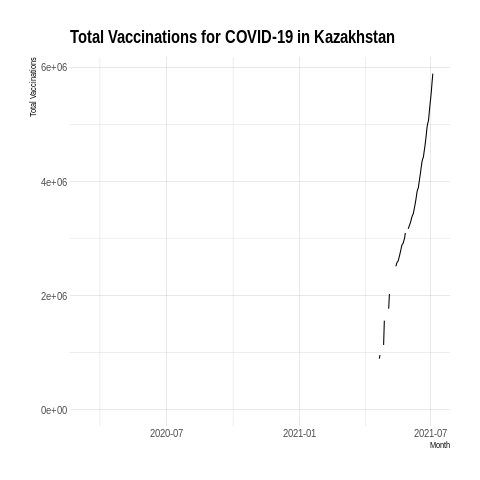 Total Vaccinations for COVID-19 in Kazakhstan
Total Vaccinations
6e+06
4e+06
2e+06
0e+00
2020-07 2021-01 2021-07
Month